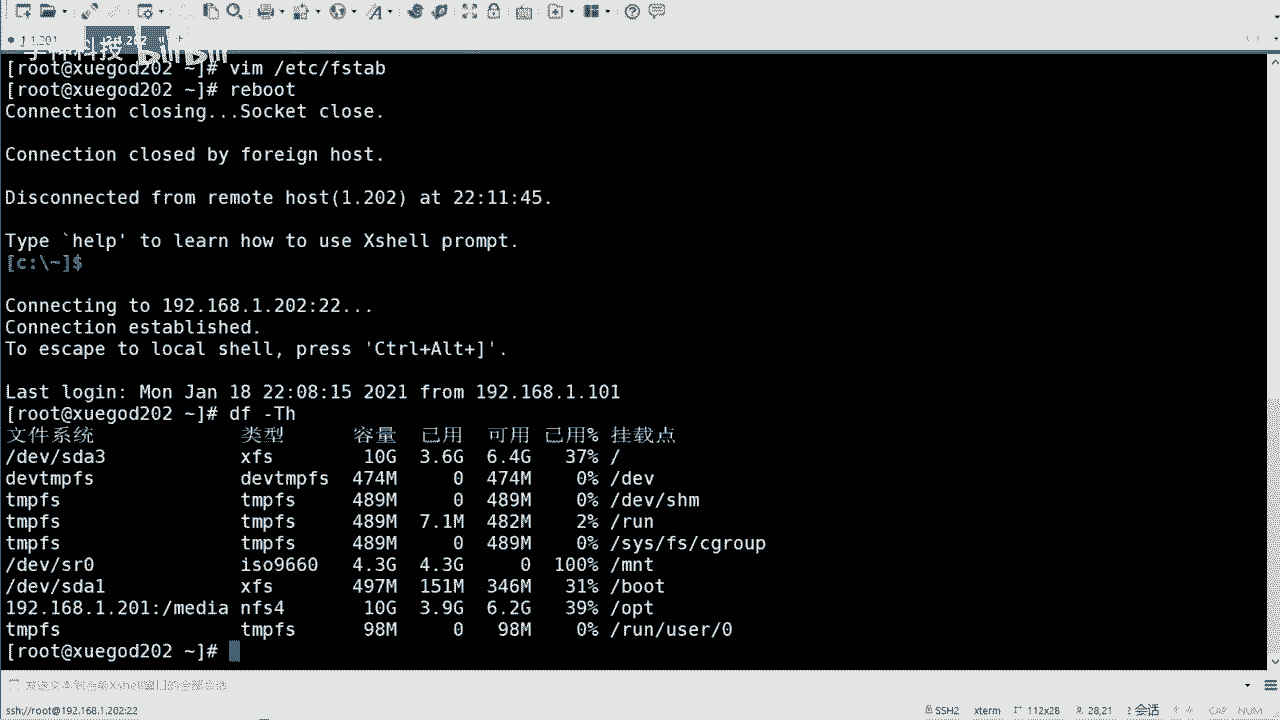 学神科技 bilibili
[root@xuegod202 ~]# vim /etc/fstab
[root@xuegod202 ~]# reboot
Connection closing...Socket close.
Connection closed by foreign host.
Disconnected from remote host(1.202) at 22:11:45.
Type `help' to learn how to use Xshell prompt.
[c:\~]$
Connecting to 192.168.1.202:22...
Connection established.
To escape to local shell, press 'Ctrl+Alt+]'.
Last login: Mon Jan 18 22:08:15 2021 from 192.168.1.101
[root@xuegod202 ~]# df -Th
文件系统 类型 容量 已用 可用 已用% 挂载点
/dev/sda3 xfs 10G 3.6G 6.4G 37% /
devtmpfs devtmpfs 474M 0 474M 0% /dev
tmpfs tmpfs 489M 0 489M 0% /dev/shm
tmpfs tmpfs 489M 7.1M 482M 2% /run
tmpfs tmpfs 489M 0 489M 0% /sys/fs/cgroup
/dev/sr0 iso9660 4.3G 4.3G 0 100% /mnt
/dev/sda1 xfs 497M 151M 346M 31% /boot
192.168.1.201:/media nfs4 10G 3.9G 6.2G 39% /opt
tmpfs tmpfs 98M 0 98M 0% /run/user/0
[root@xuegod202 ~]#
发送文本到当前Xshell窗口的全部会话
ssh://root@192.168.1.202:22 SSH2 xterm 112x28 28,21 2 会话 CAP NUM